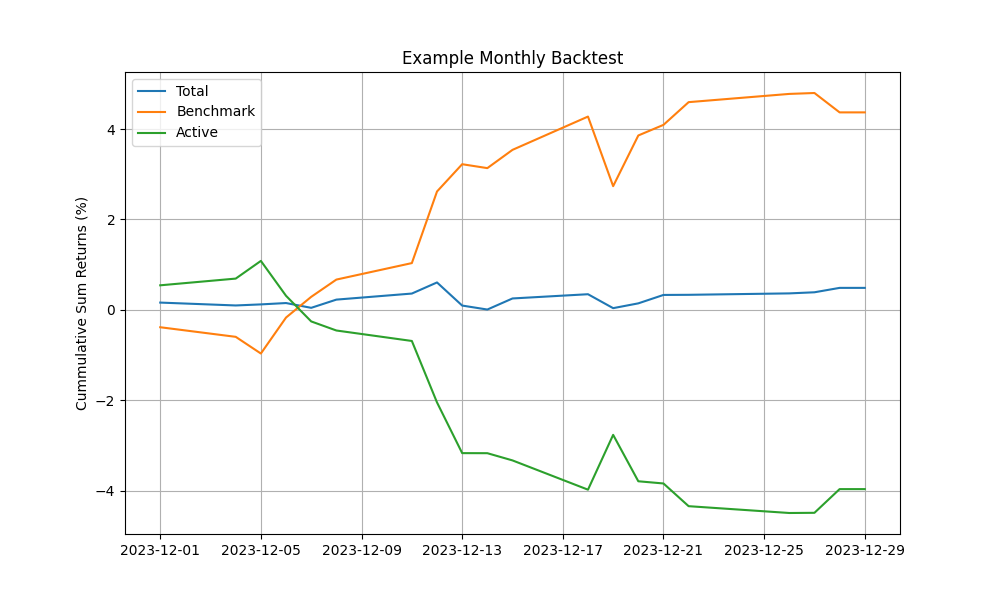 Example Monthly Backtest
Total
Benchmark
Active
Cummulative Sum Returns (%)
4
2
0
−2
−4
2023-12-01 2023-12-05 2023-12-09 2023-12-13 2023-12-17 2023-12-21 2023-12-25 2023-12-29